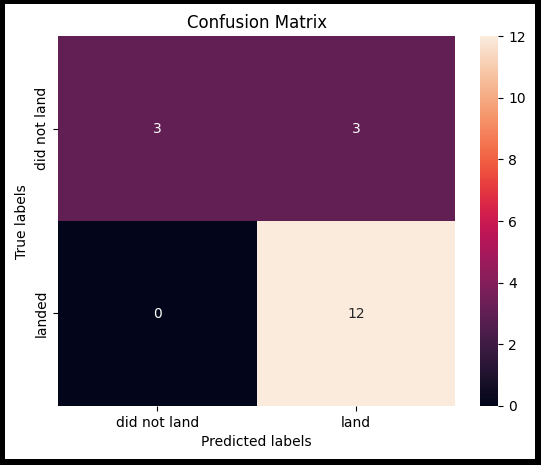 Confusion Matrix
True labels
did not land
landed
3 3
0 12
did not land land
Predicted labels
12
10
8
6
4
2
0